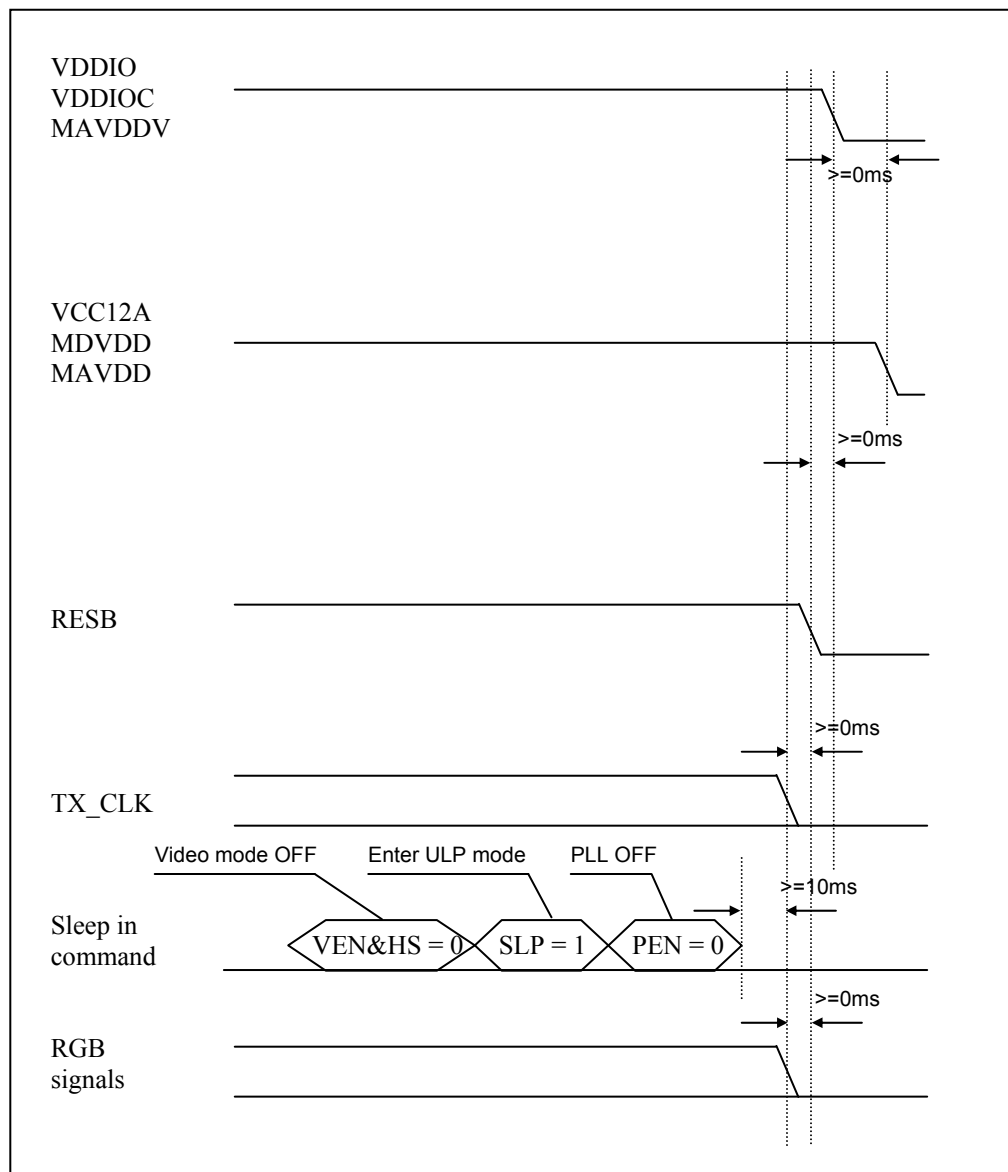 VDDIO
VDDIOC
MAVDDV
>=0ms
VCC12A
MDVDD
MAVDD
>=0ms
RESB
>=0ms
TX_CLK
Video mode OFF
Enter ULP mode
PLL OFF
>=10ms
Sleep in
command
VEN&HS = 0
SLP = 1
PEN = 0
>=0ms
RGB
signals